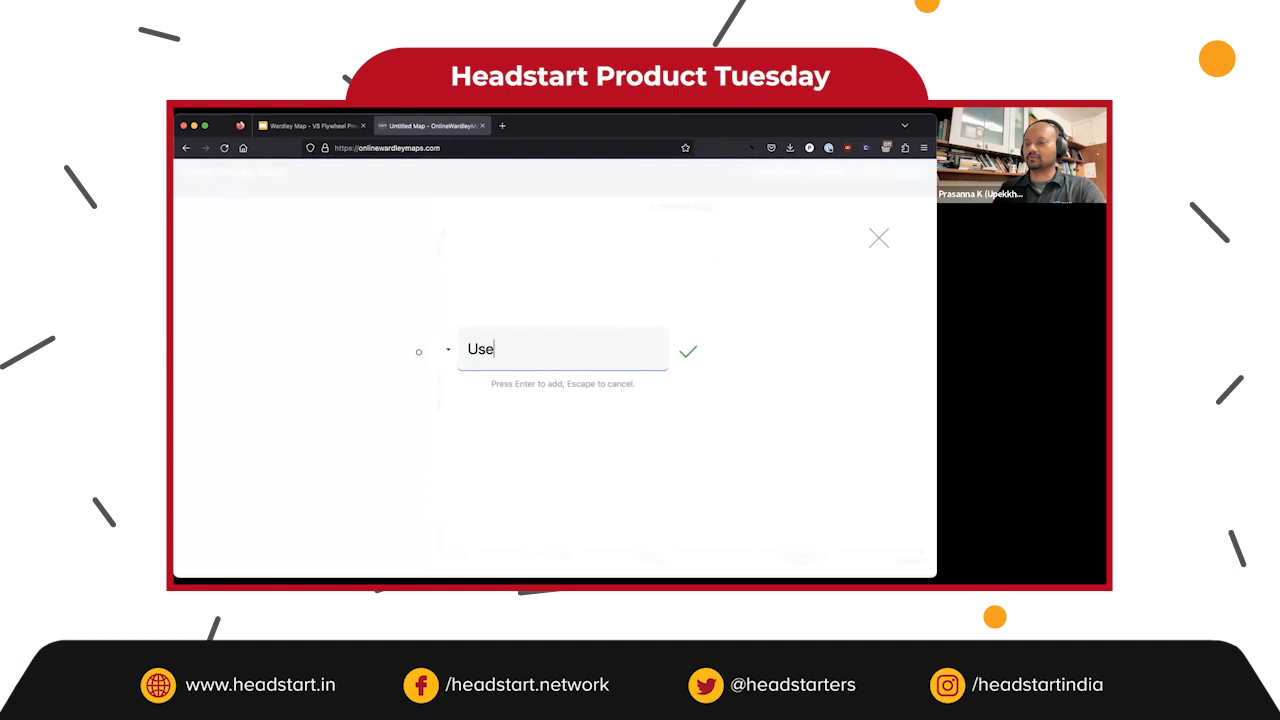 Headstart Product Tuesday
Wardley Map - VS Flywheel Pro
Untitled Map - OnlineWardleyM
https://onlinewardleymaps.com
Prasanna K (Upekkh...
Use
Press Enter to add, Escape to cancel.
www.headstart.in
/headstart.network
@headstarters
/headstartindia